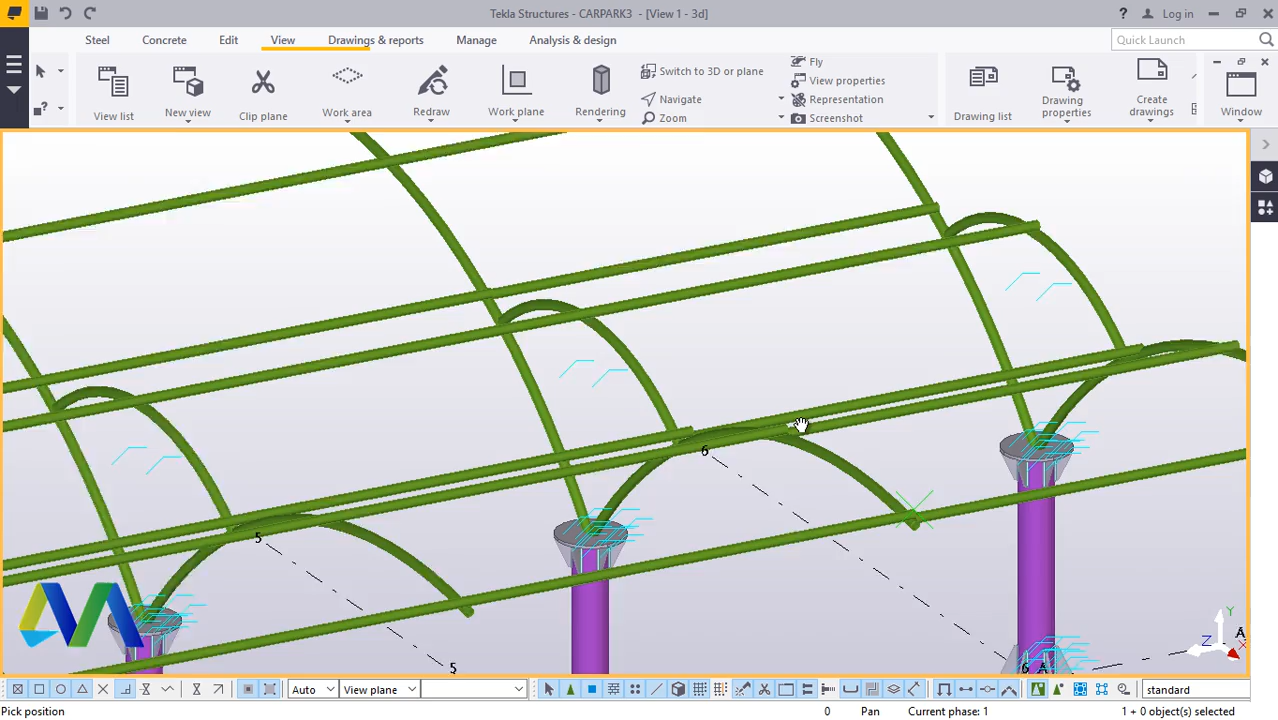 Tekla Structures - CARPARK3 - [View 1 - 3d]
? Log in
Steel Concrete Edit View Drawings & reports Manage Analysis & design
Quick Launch
View list
New view
Clip plane
Work area
Redraw
Work plane
Rendering
Switch to 3D or plane
Navigate
Zoom
Fly
View properties
Representation
Screenshot
Drawing list
Drawing properties
Create drawings
Window
6
5
5
6 A
Y
Z
X
A
Auto
View plane
standard
Pick position
0
Pan
Current phase: 1
1 + 0 object(s) selected